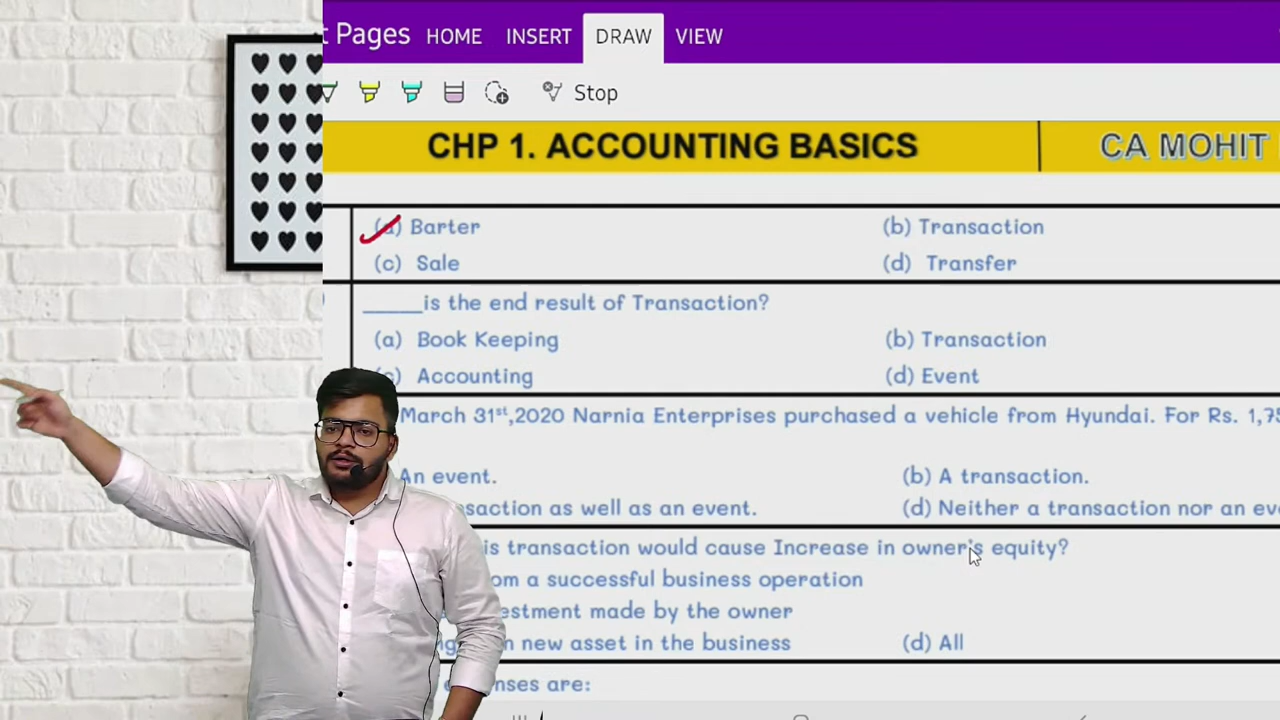 t Pages HOME INSERT DRAW VIEW
Stop
CHP 1. ACCOUNTING BASICS CA MOHIT
(a) Barter (b) Transaction
(c) Sale (d) Transfer
_____is the end result of Transaction?
(a) Book Keeping (b) Transaction
(c) Accounting (d) Event
March 31st,2020 Narnia Enterprises purchased a vehicle from Hyundai. For Rs. 1,75
An event. (b) A transaction.
saction as well as an event. (d) Neither a transaction nor an eve
is transaction would cause Increase in owner's equity?
om a successful business operation
estment made by the owner
n new asset in the business (d) All
enses are: